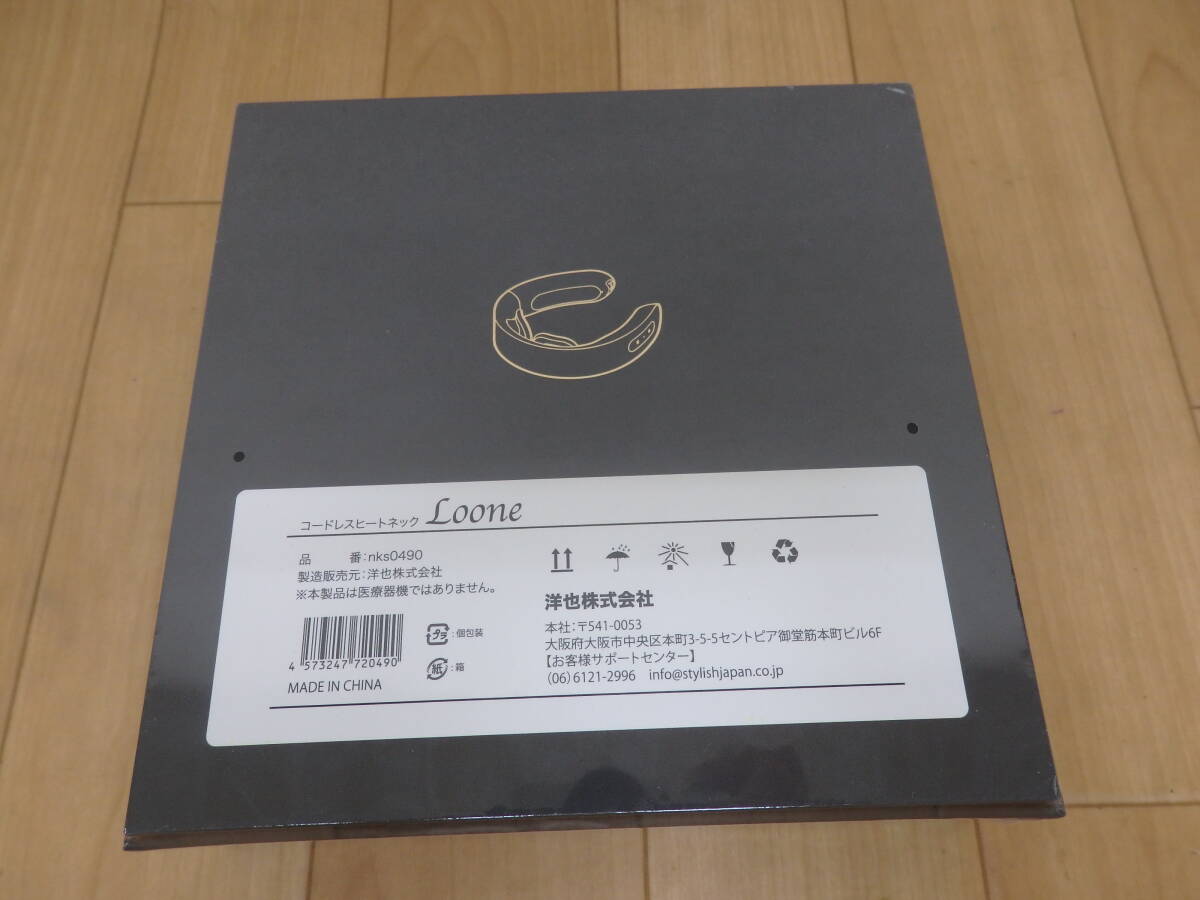 コードレスヒートネック Loone
品　　番:nks0490
製造販売元:洋也株式会社
※本製品は医療器機ではありません。
プラ :個包装
紙 :箱
4 573247 720490
MADE IN CHINA
洋也株式会社
本社:〒541-0053
大阪府大阪市中央区本町3-5-5セントピア御堂筋本町ビル6F
【お客様サポートセンター】
(06)6121-2996 info@stylishjapan.co.jp